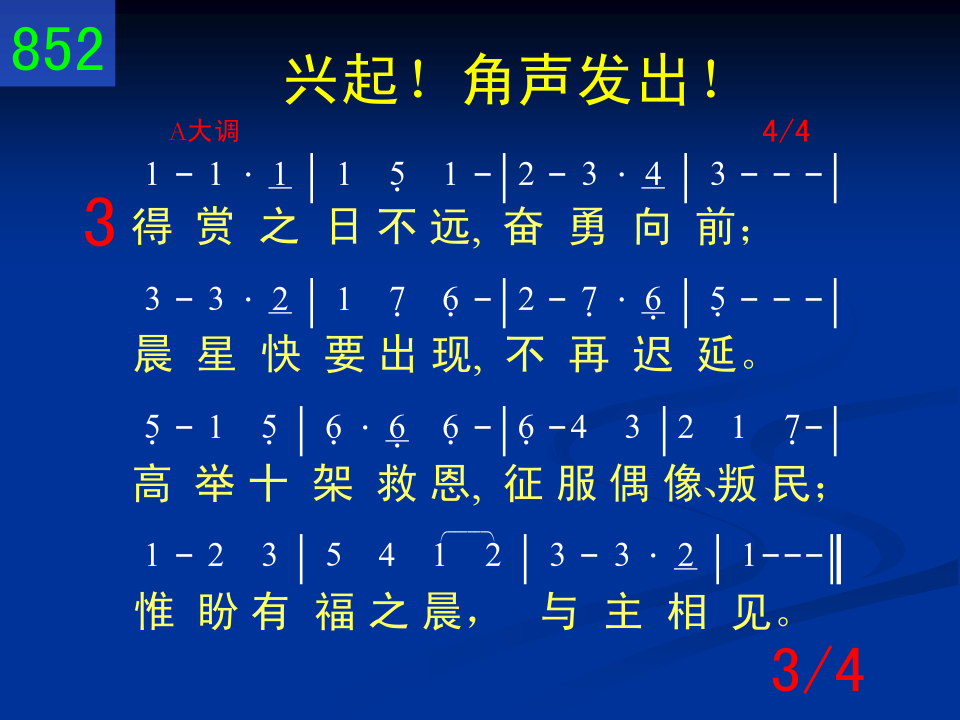 852
兴起！角声发出！
A大调 4/4
1 - 1 · 1̲ | 1 5̣ 1 - | 2 - 3 · 4̲ | 3 - - - |
3 得赏之日不远, 奋勇向前；
3 - 3 · 2̲ | 1 7̣ 6̣ - | 2 - 7̣ · 6̣̲ | 5̣ - - - |
晨星快要出现, 不再迟延。
5̣ - 1 5̣ | 6̣ · 6̣̲ 6̣ - | 6̣ - 4 3 | 2 1 7̣ - |
高举十架救恩, 征服偶像、叛民；
1 - 2 3 | 5 4 1 2 | 3 - 3 · 2̲ | 1 - - - ‖
惟盼有福之晨， 与主相见。
3/4